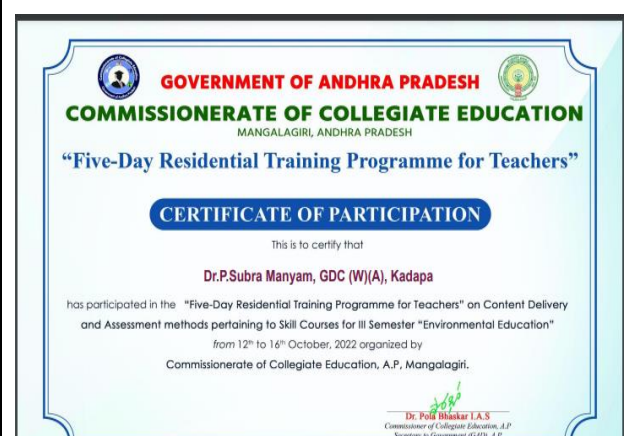 GOVERNMENT OF ANDHRA PRADESH
COMMISSIONERATE OF COLLEGIATE EDUCATION
MANGALAGIRI, ANDHRA PRADESH
“Five-Day Residential Training Programme for Teachers”
CERTIFICATE OF PARTICIPATION
This is to certify that
Dr.P.Subra Manyam, GDC (W)(A), Kadapa
has participated in the “Five-Day Residential Training Programme for Teachers” on Content Delivery
and Assessment methods pertaining to Skill Courses for III Semester “Environmental Education”
from 12th to 16th October, 2022 organized by
Commissionerate of Collegiate Education, A.P, Mangalagiri.
Dr. Pola Bhaskar I.A.S
Commissioner of Collegiate Education, A.P
Secretary to Government (GAD), A.P